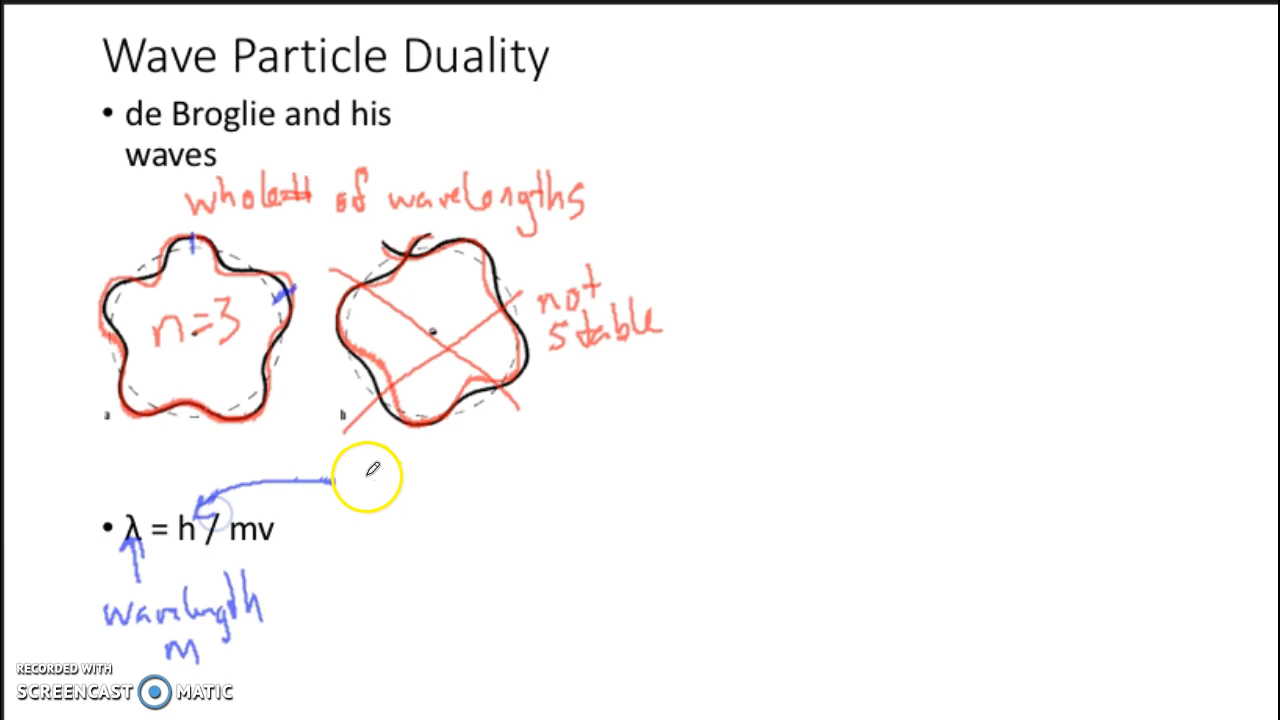 Wave Particle Duality
• de Broglie and his
waves
whole # of wavelengths
n=3
not
stable
a
b
• λ = h / mv
wavelength
m
RECORDED WITH
SCREENCAST MATIC